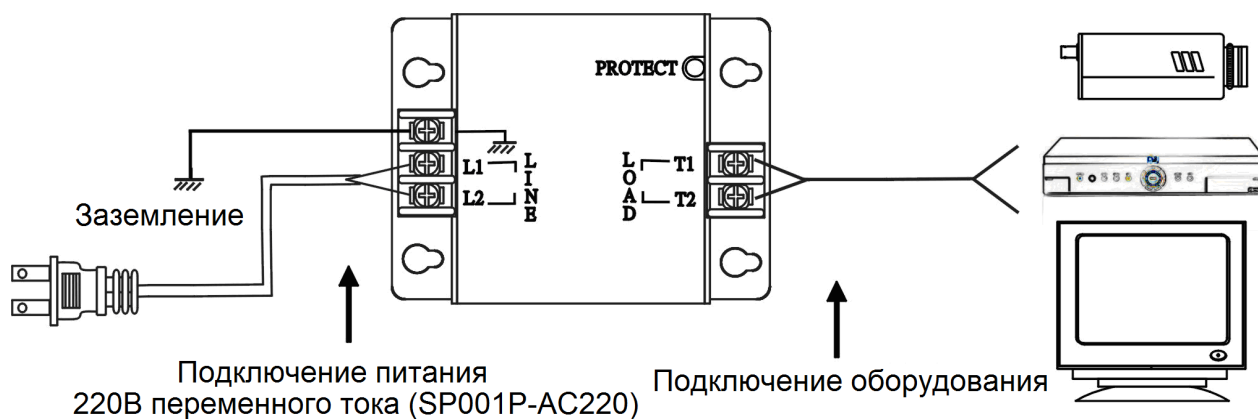 PROTECT
L1
L2
LINE
LOAD
T1
T2
Заземление
Подключение питания
220В переменного тока (SP001P-AC220)
Подключение оборудования